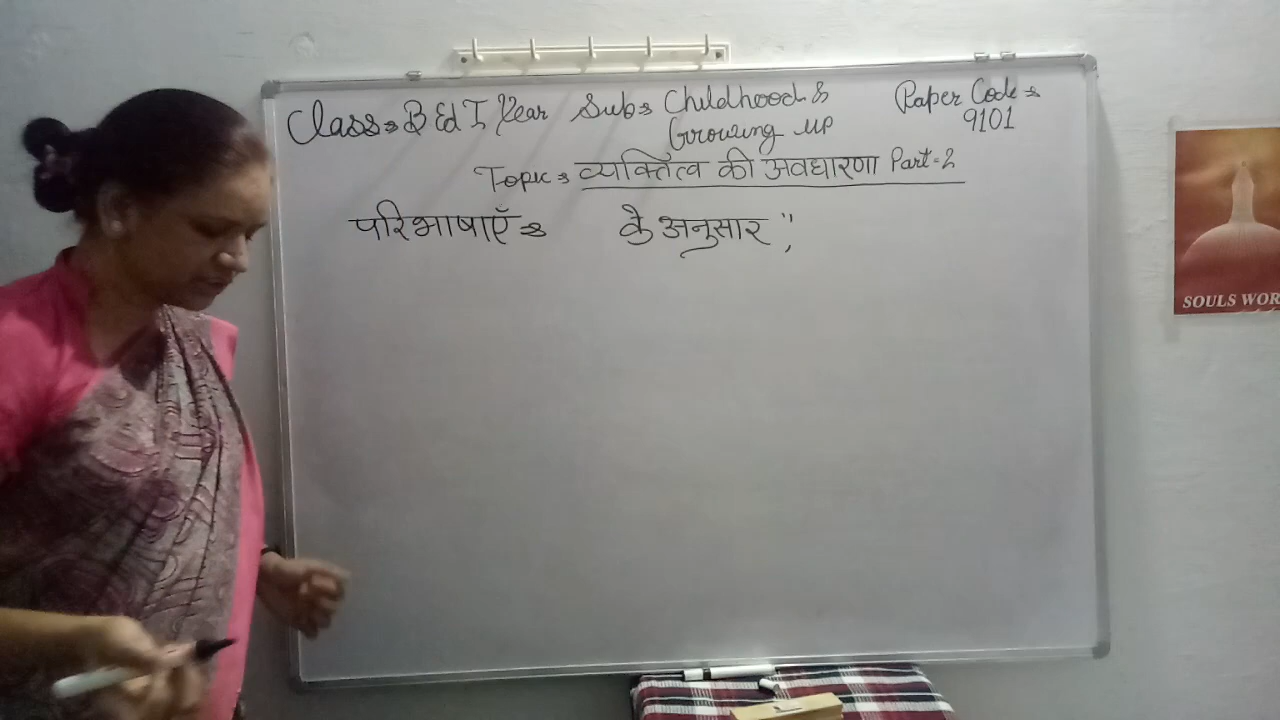 Class = B Ed I Year Sub = Childhood & Growing up Paper Code = 9101
Topic = व्यक्तित्व की अवधारणा Part = 2
परिभाषाएँ = के अनुसार ",
SOULS WOR